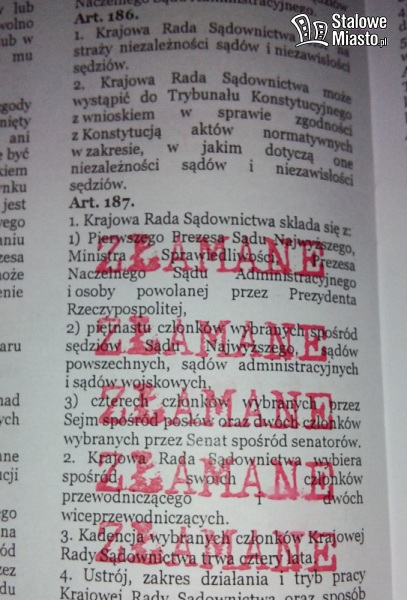 Stalowe
Miasto.pl
Art. 186.
1. Krajowa Rada Sądownictwa
straży niezależności sądów i niezawisłości
sędziów.
2. Krajowa Rada Sądownictwa może
wystąpić do Trybunału Konstytucyjnego
z wnioskiem w sprawie zgodności
z Konstytucją aktów normatywnych
w zakresie, w jakim dotyczą one
niezależności sądów i niezawisłości
sędziów.
Art. 187.
1. Krajowa Rada Sądownictwa składa się z:
1) Pierwszego Prezesa Sądu Najwyższego,
ZŁAMANE
Ministra Sprawiedliwości, Prezesa
Naczelnego Sądu Administracyjnego
i osoby powołanej przez Prezydenta
Rzeczypospolitej,
2) piętnastu członków wybranych spośród
ZŁAMANE
sędziów Sądu Najwyższego, sądów
powszechnych, sądów administracyjnych
i sądów wojskowych,
3) czterech członków wybranych przez
ZŁAMANE
Sejm spośród posłów oraz dwóch członków
wybranych przez Senat spośród senatorów.
2. Krajowa Rada Sądownictwa wybiera
ZŁAMANE
spośród swoich członków
przewodniczącego i dwóch
wiceprzewodniczących.
3. Kadencja wybranych członków Krajowej
ZŁAMANE
Rady Sądownictwa trwa cztery lata.
4. Ustrój, zakres działania i tryb pracy
Krajowej Rady Sądownictwa oraz sposób